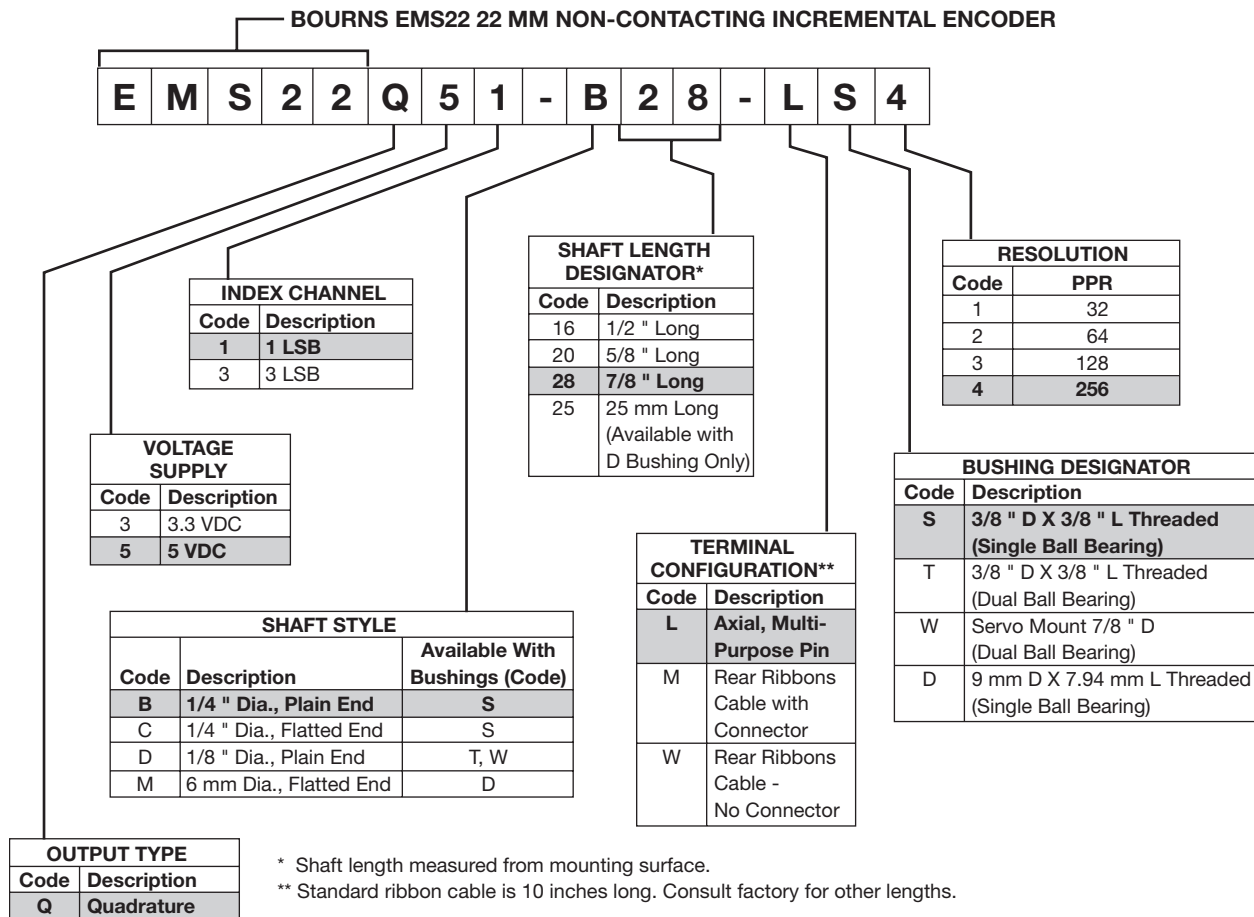 BOURNS EMS22 22 MM NON-CONTACTING INCREMENTAL ENCODER
E M S 2 2 Q 5 1 - B 2 8 - L S 4
INDEX CHANNEL
Code Description
1 1 LSB
3 3 LSB
SHAFT LENGTH
DESIGNATOR*
Code Description
16 1/2 " Long
20 5/8 " Long
28 7/8 " Long
25 25 mm Long
(Available with
D Bushing Only)
RESOLUTION
Code PPR
1 32
2 64
3 128
4 256
VOLTAGE
SUPPLY
Code Description
3 3.3 VDC
5 5 VDC
TERMINAL
CONFIGURATION**
Code Description
L Axial, Multi-
Purpose Pin
M Rear Ribbons
Cable with
Connector
W Rear Ribbons
Cable -
No Connector
BUSHING DESIGNATOR
Code Description
S 3/8 " D X 3/8 " L Threaded
(Single Ball Bearing)
T 3/8 " D X 3/8 " L Threaded
(Dual Ball Bearing)
W Servo Mount 7/8 " D
(Dual Ball Bearing)
D 9 mm D X 7.94 mm L Threaded
(Single Ball Bearing)
SHAFT STYLE
Available With
Code Description Bushings (Code)
B 1/4 " Dia., Plain End S
C 1/4 " Dia., Flatted End S
D 1/8 " Dia., Plain End T, W
M 6 mm Dia., Flatted End D
OUTPUT TYPE
Code Description
Q Quadrature
* Shaft length measured from mounting surface.
** Standard ribbon cable is 10 inches long. Consult factory for other lengths.